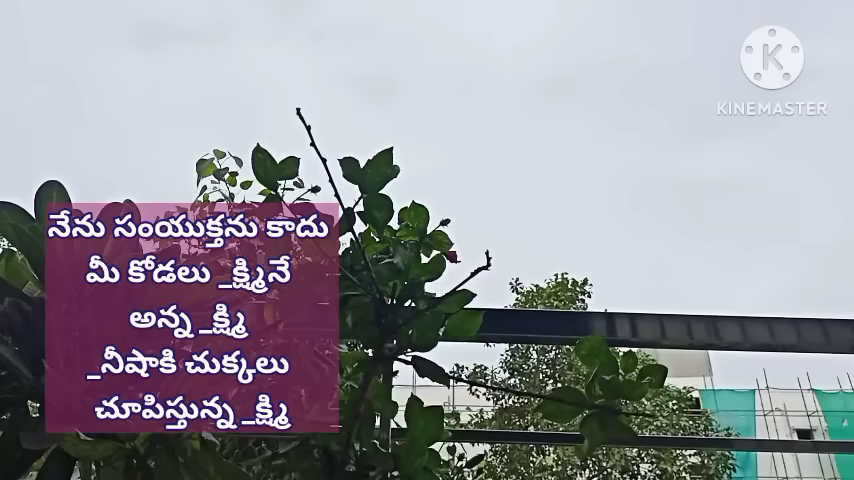 నేను సంయుక్తను కాదు
మీ కోడలు _క్ష్మినే
అన్న _క్ష్మి
_నీషాకి చుక్కలు
చూపిస్తున్న _క్ష్మి
KINEMASTER